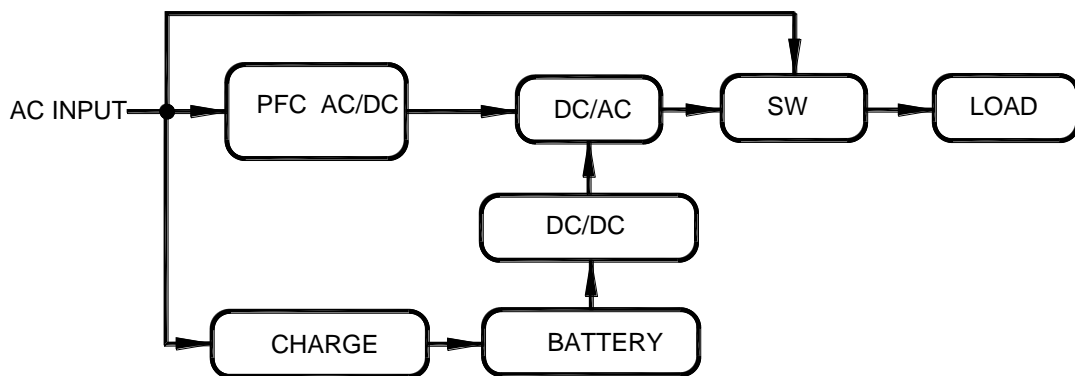 AC INPUT
PFC AC/DC
DC/AC
SW
LOAD
DC/DC
CHARGE
BATTERY